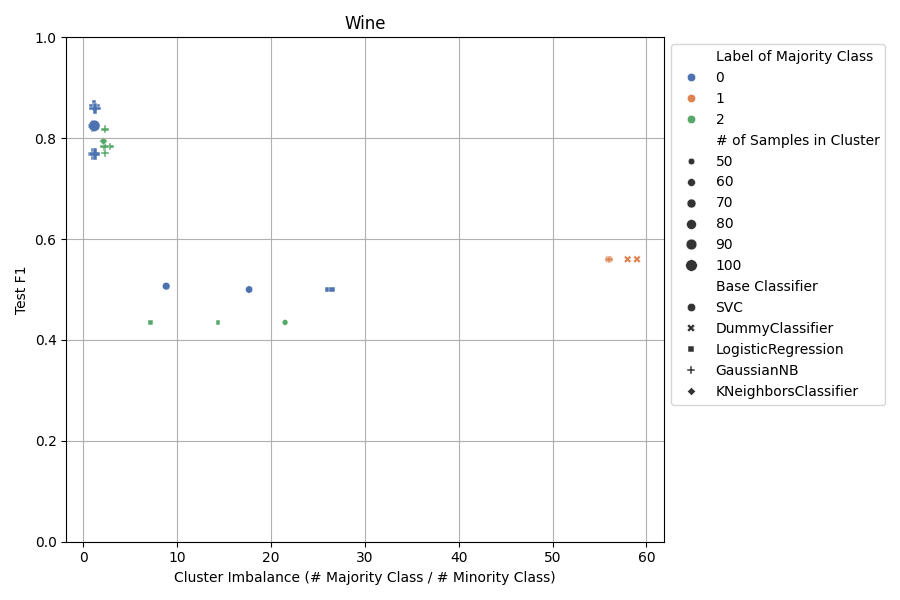 Wine
Test F1
1.0
0.8
0.6
0.4
0.2
0.0
0 10 20 30 40 50 60
Cluster Imbalance (# Majority Class / # Minority Class)
Label of Majority Class
0
1
2
# of Samples in Cluster
50
60
70
80
90
100
Base Classifier
SVC
DummyClassifier
LogisticRegression
GaussianNB
KNeighborsClassifier